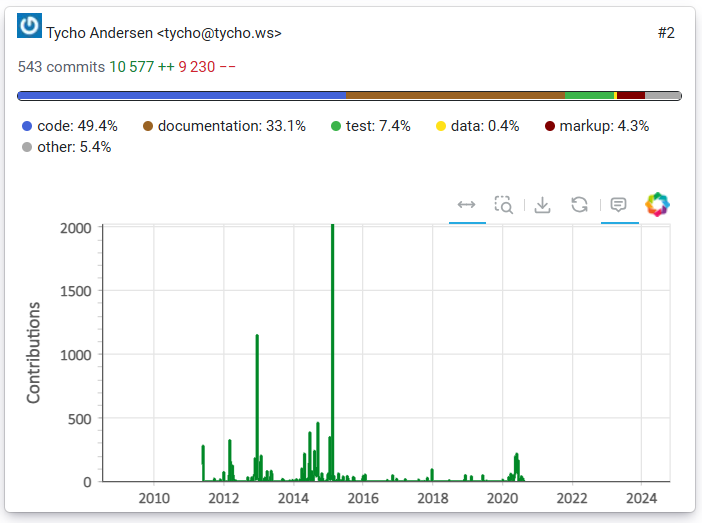 Tycho Andersen <tycho@tycho.ws>
#2
543 commits 10 577 ++ 9 230 −−
code: 49.4% documentation: 33.1% test: 7.4% data: 0.4% markup: 4.3%
other: 5.4%
2000
1500
1000
500
0
Contributions
2010 2012 2014 2016 2018 2020 2022 2024